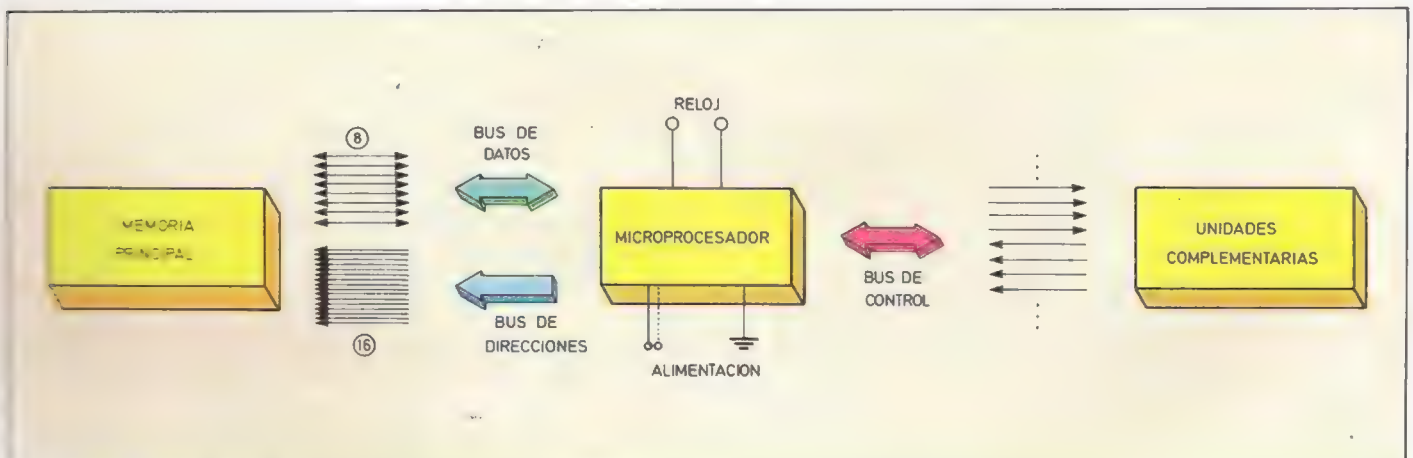 RELOJ
⑧
BUS DE
DATOS
MEMORIA
PRINCIPAL
MICROPROCESADOR
UNIDADES
COMPLEMENTARIAS
BUS DE
CONTROL
BUS DE
DIRECCIONES
⑯
ALIMENTACION